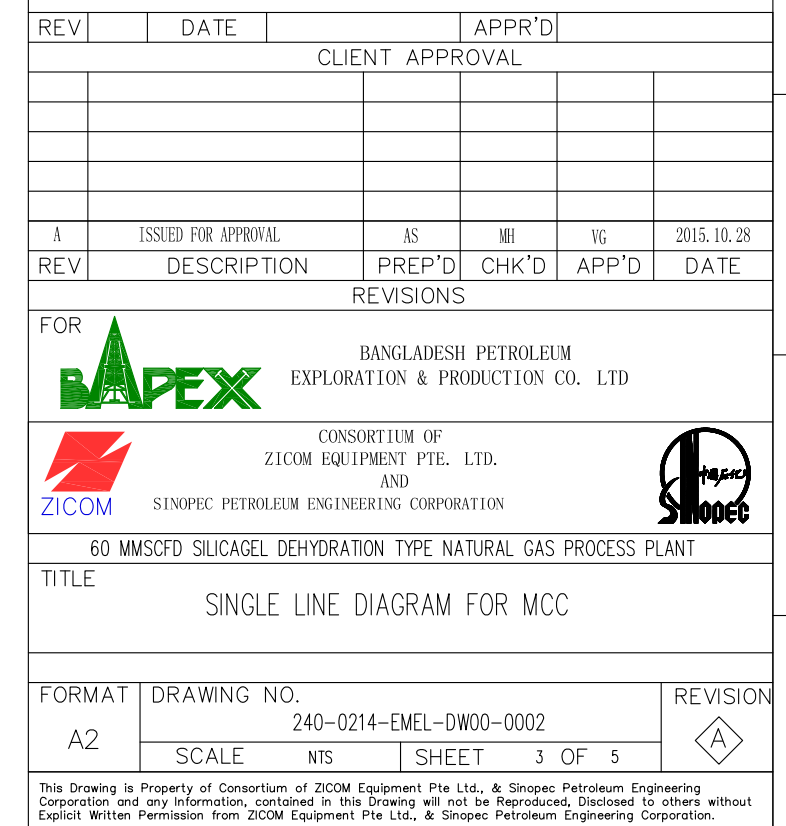 REV DATE APPR'D
CLIENT APPROVAL
A ISSUED FOR APPROVAL AS MH VG 2015.10.28
REV DESCRIPTION PREP'D CHK'D APP'D DATE
REVISIONS
FOR
BAPEX
BANGLADESH PETROLEUM
EXPLORATION & PRODUCTION CO. LTD
CONSORTIUM OF
ZICOM EQUIPMENT PTE. LTD.
AND
SINOPEC PETROLEUM ENGINEERING CORPORATION
ZICOM
中国石化
SINOPEC
60 MMSCFD SILICAGEL DEHYDRATION TYPE NATURAL GAS PROCESS PLANT
TITLE
SINGLE LINE DIAGRAM FOR MCC
FORMAT DRAWING NO. REVISION
240-0214-EMEL-DW00-0002
A2 A
SCALE NTS SHEET 3 OF 5
This Drawing is Property of Consortium of ZICOM Equipment Pte Ltd., & Sinopec Petroleum Engineering
Corporation and any Information, contained in this Drawing will not be Reproduced, Disclosed to others without
Explicit Written Permission from ZICOM Equipment Pte Ltd., & Sinopec Petroleum Engineering Corporation.